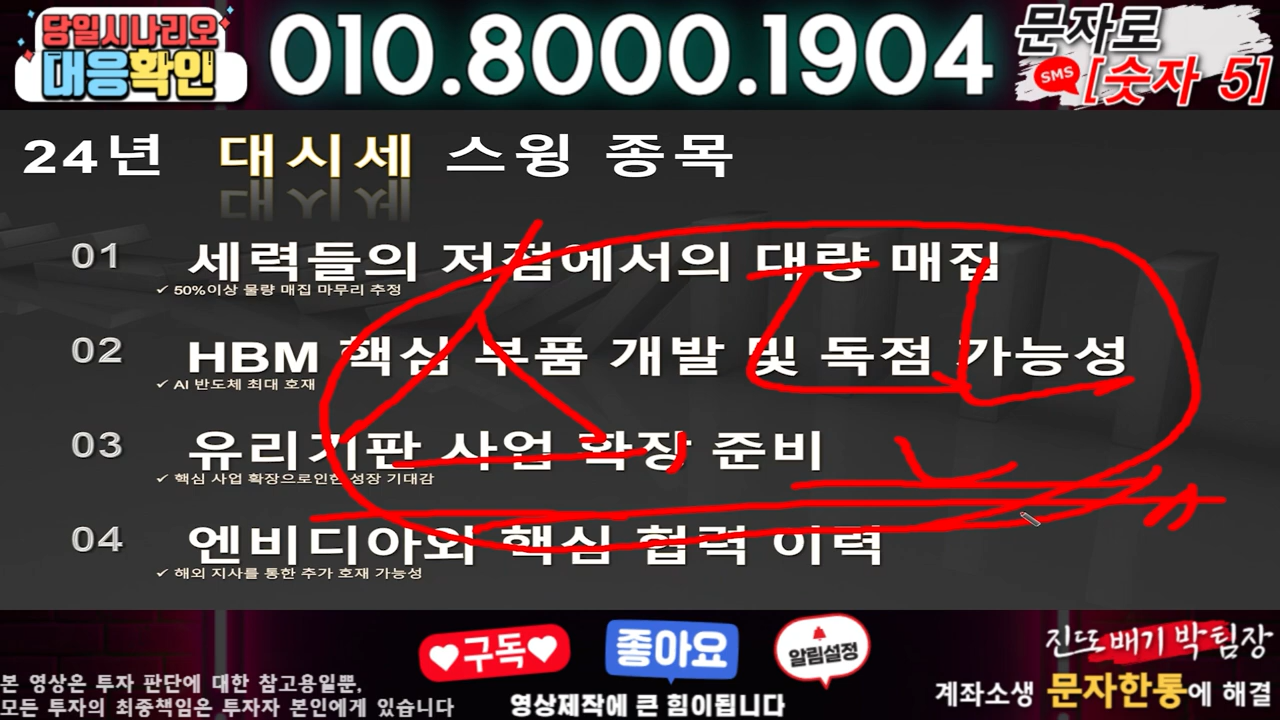 당일시나리오
대응확인
010.8000.1904
문자로
SMS [숫자 5]
24년 대시세 스윙 종목
01 세력들의 저점에서의 대량 매집
✓ 50%이상 물량 매집 마무리 추정
02 HBM 핵심 부품 개발 및 독점 가능성
✓ AI 반도체 최대 호재
03 유리기판 사업 확장 준비
✓ 핵심 사업 확장으로인한 성장 기대감
04 엔비디아와 핵심 협력 이력
✓ 해외 지사를 통한 추가 호재 가능성
구독
좋아요
알림설정
영상제작에 큰 힘이됩니다
본 영상은 투자 판단에 대한 참고용일뿐,
모든 투자의 최종책임은 투자자 본인에게 있습니다
진또배기 박팀장
계좌소생 문자한통에 해결